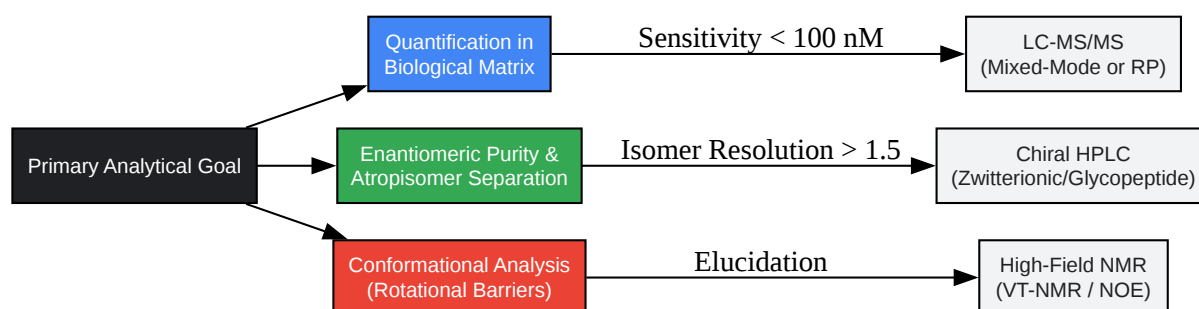 Primary Analytical Goal
Quantification in
Biological Matrix
Sensitivity < 100 nM
LC-MS/MS
(Mixed-Mode or RP)
Enantiomeric Purity &
Atropisomer Separation
Isomer Resolution > 1.5
Chiral HPLC
(Zwitterionic/Glycopeptide)
Conformational Analysis
(Rotational Barriers)
Elucidation
High-Field NMR
(VT-NMR / NOE)